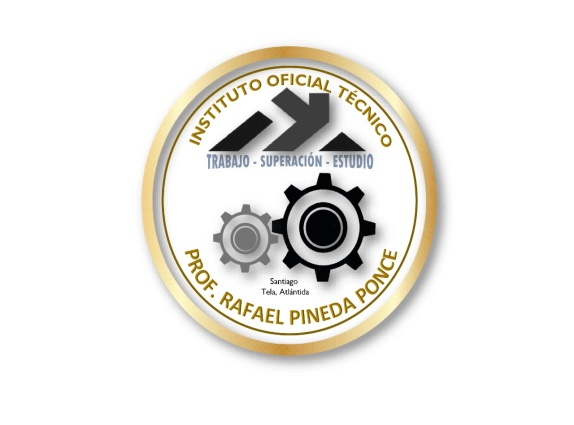 INSTITUTO OFICIAL TÉCNICO
TRABAJO - SUPERACIÓN - ESTUDIO
Santiago
Tela, Atlántida
PROF. RAFAEL PINEDA PONCE